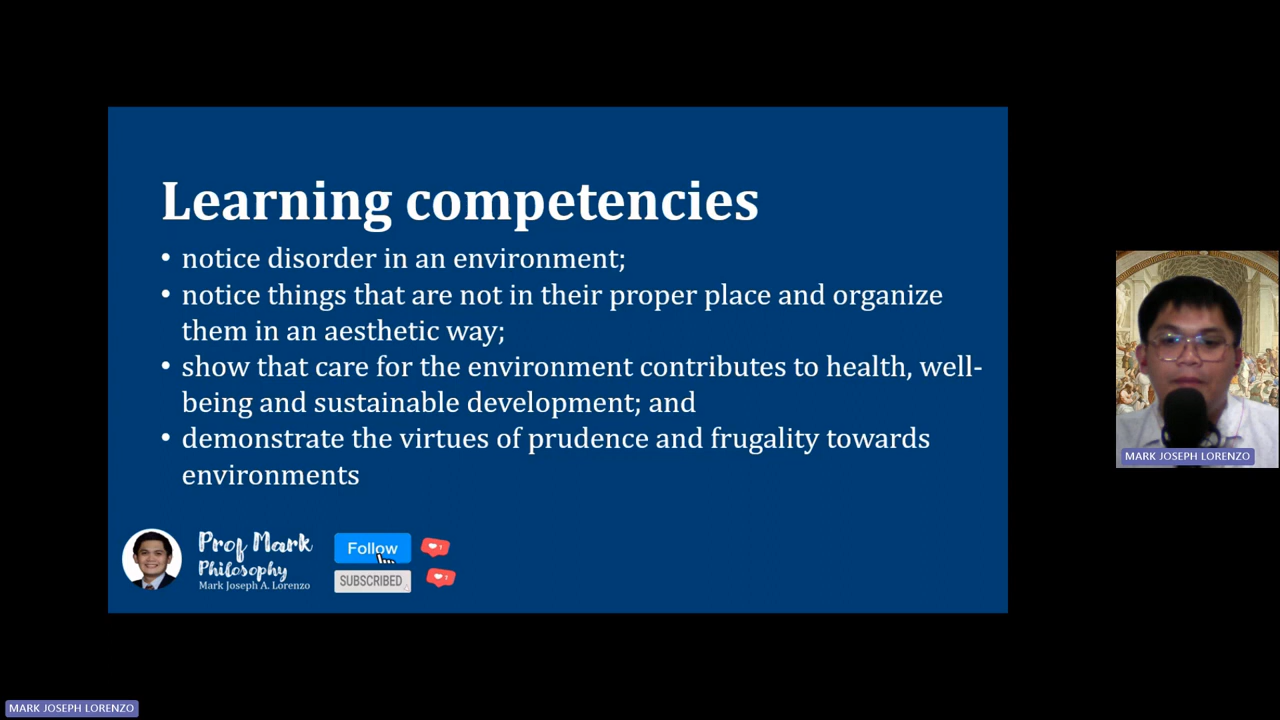 Learning competencies
• notice disorder in an environment;
• notice things that are not in their proper place and organize
them in an aesthetic way;
• show that care for the environment contributes to health, well-
being and sustainable development; and
• demonstrate the virtues of prudence and frugality towards
environments
Prof Mark
Philosophy
Mark Joseph A. Lorenzo
Follow
SUBSCRIBED
1
1
MARK JOSEPH LORENZO
MARK JOSEPH LORENZO